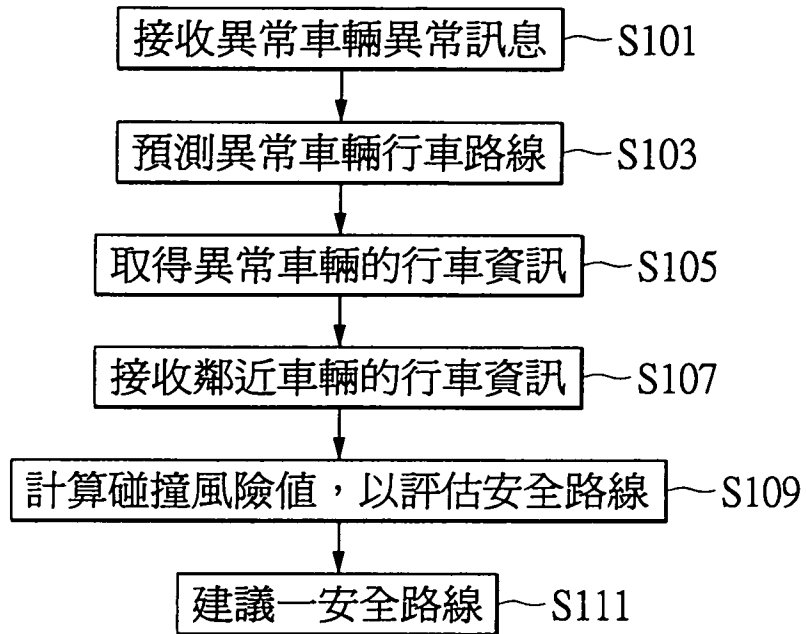 接收異常車輛異常訊息 S101
預測異常車輛行車路線 S103
取得異常車輛的行車資訊 S105
接收鄰近車輛的行車資訊 S107
計算碰撞風險值，以評估安全路線 S109
建議一安全路線 S111